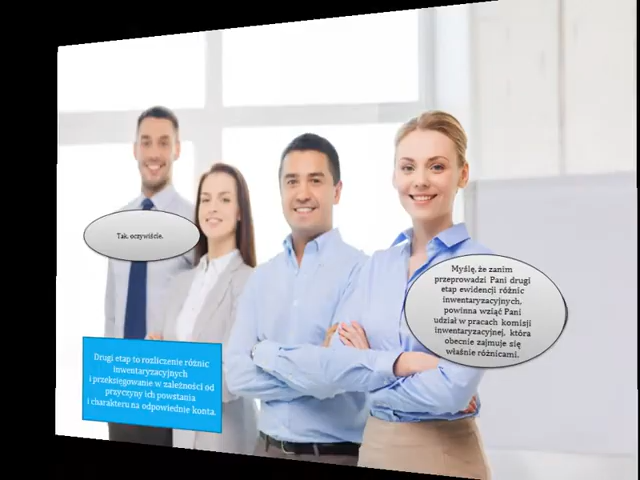 Tak, oczywiście.
Myślę, że zanim
przeprowadzi Pani drugi
etap ewidencji różnic
inwentaryzacyjnych,
powinna wziąć Pani
udział w pracach komisji
inwentaryzacyjnej, która
obecnie zajmuje się
właśnie różnicami.
Drugi etap to rozliczenie różnic
inwentaryzacyjnych
i przeksięgowanie w zależności od
przyczyny ich powstania
i charakteru na odpowiednie konta.